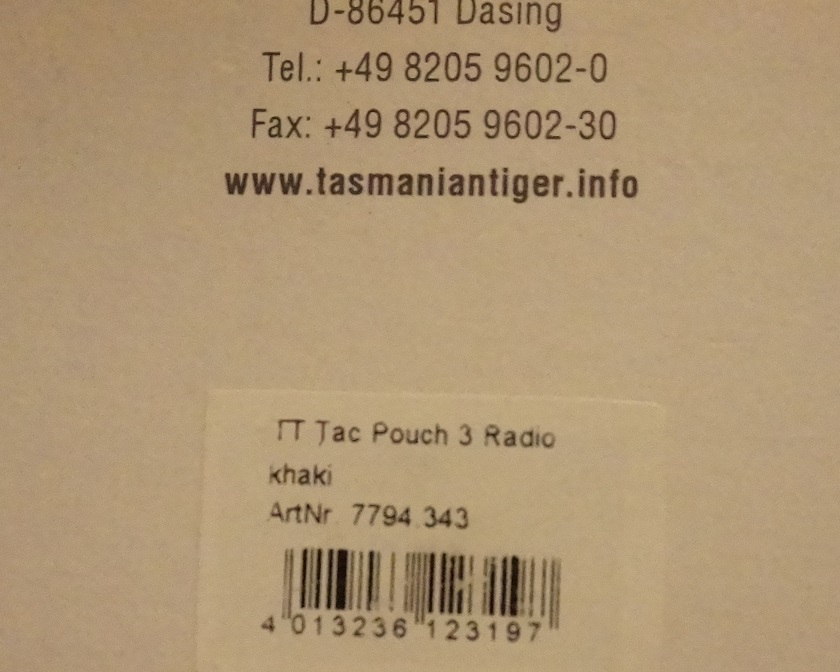 D-86451 Dasing
Tel.: +49 8205 9602-0
Fax: +49 8205 9602-30
www.tasmaniantiger.info
TT Tac Pouch 3 Radio
khaki
ArtNr. 7794.343
4 013236 123197